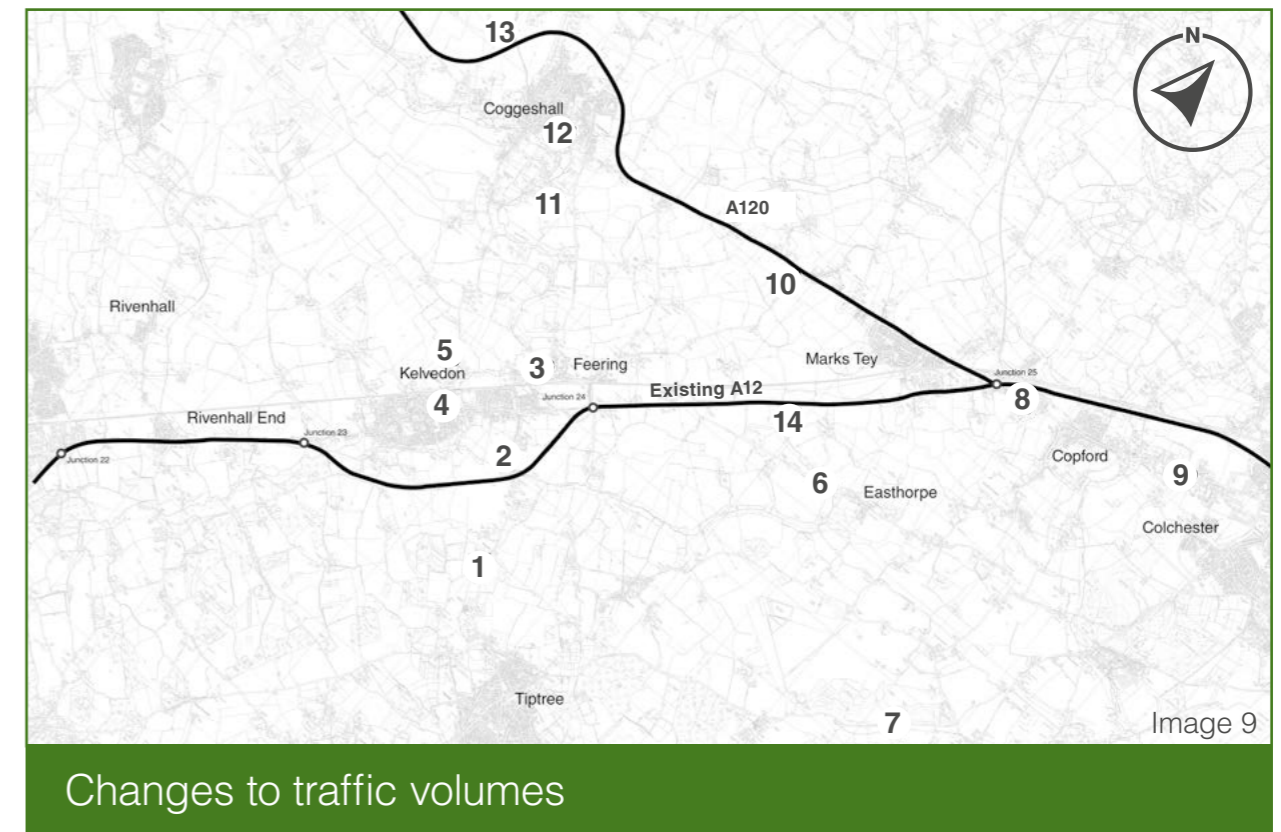 13
N
Coggeshall
12
11
A120
10
Rivenhall
5
Kelvedon
3
Feering
Marks Tey
Junction 25
4
Junction 24
Existing A12
8
Rivenhall End
14
Junction 23
Junction 22
2
Copford
6
Easthorpe
9
Colchester
1
Tiptree
7
Image 9
Changes to traffic volumes